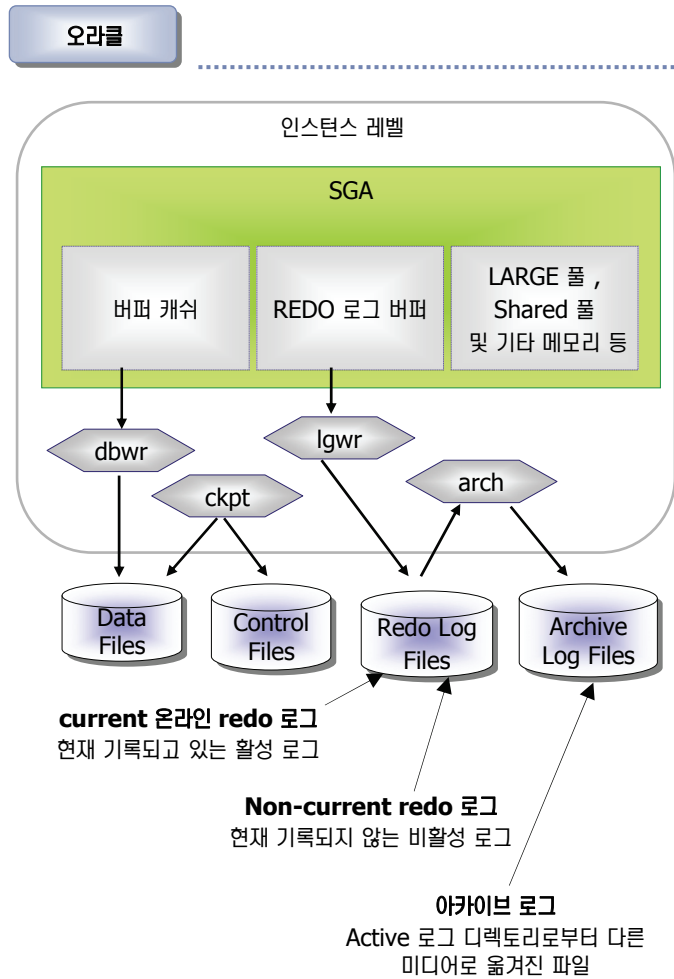 오라클
인스턴스 레벨
SGA
버퍼 캐쉬
REDO 로그 버퍼
LARGE 풀 ,
Shared 풀
및 기타 메모리 등
dbwr
lgwr
ckpt
arch
Data
Files
Control
Files
Redo Log
Files
Archive
Log Files
current 온라인 redo 로그
현재 기록되고 있는 활성 로그
Non-current redo 로그
현재 기록되지 않는 비활성 로그
아카이브 로그
Active 로그 디렉토리로부터 다른
미디어로 옮겨진 파일